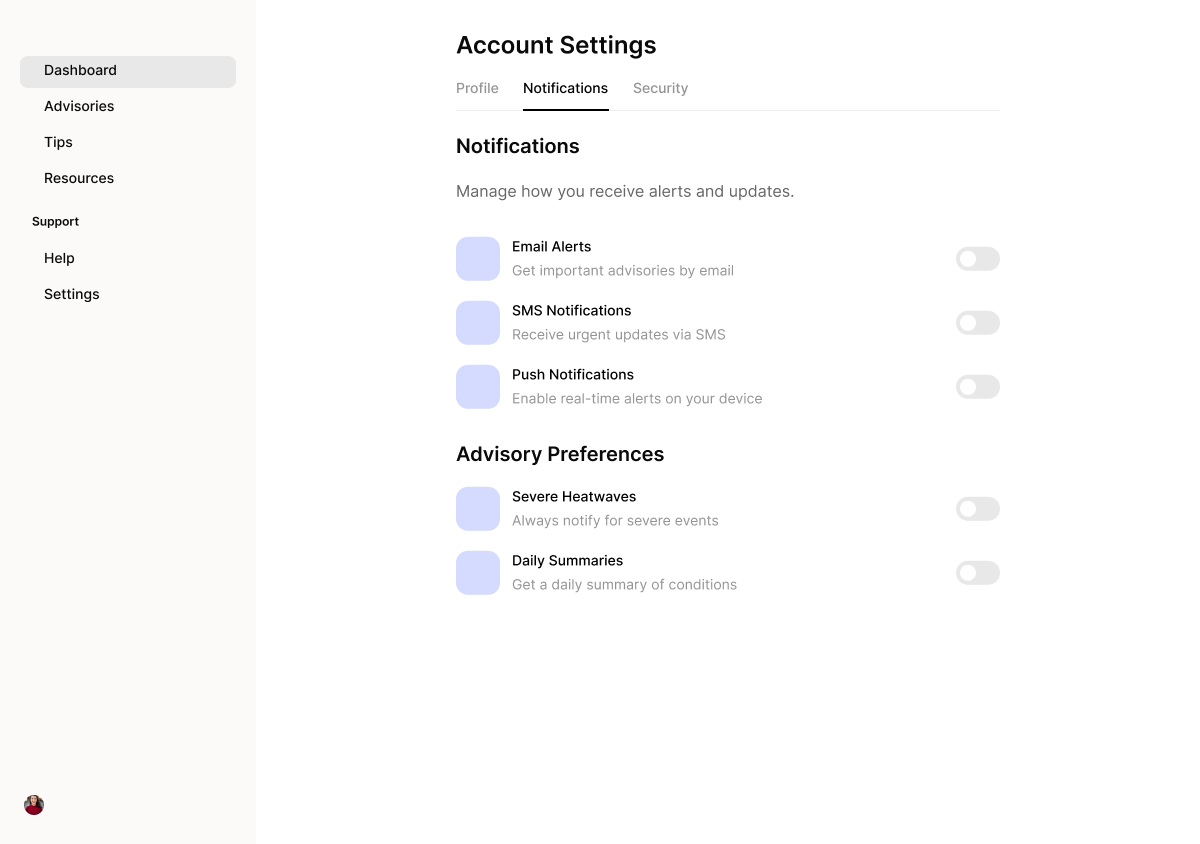 Dashboard
Advisories
Tips
Resources
Support
Help
Settings
Account Settings
Profile Notifications Security
Notifications
Manage how you receive alerts and updates.
Email Alerts
Get important advisories by email
SMS Notifications
Receive urgent updates via SMS
Push Notifications
Enable real-time alerts on your device
Advisory Preferences
Severe Heatwaves
Always notify for severe events
Daily Summaries
Get a daily summary of conditions